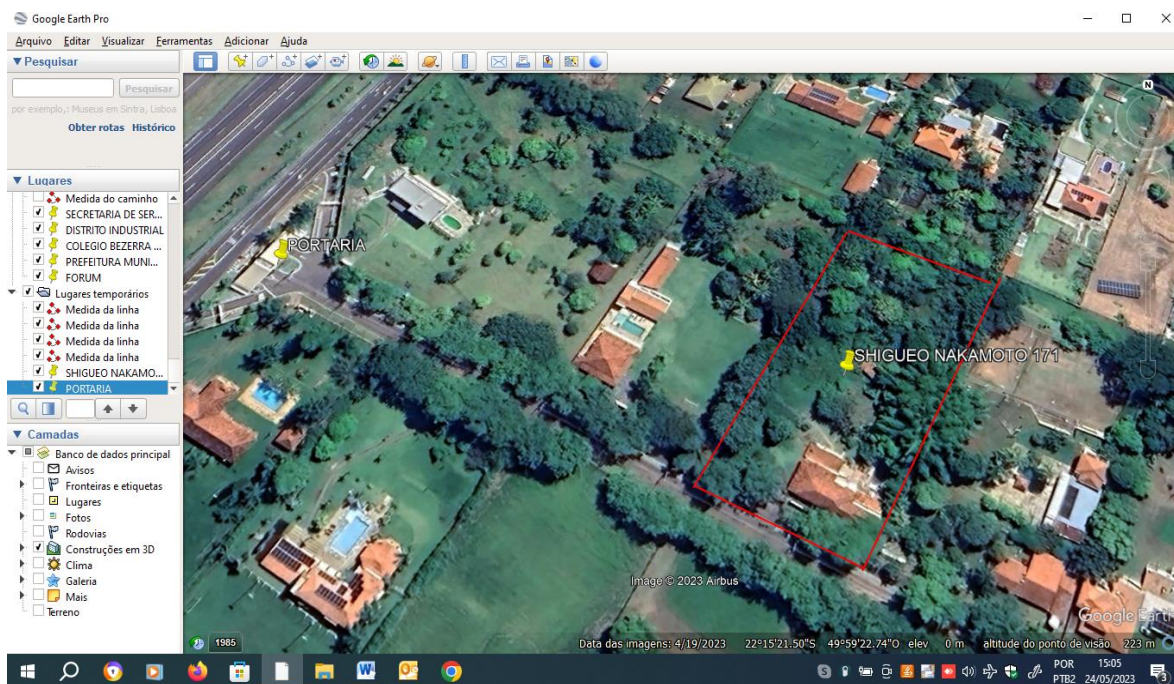 Google Earth Pro
Arquivo Editar Visualizar Ferramentas Adicionar Ajuda
Pesquisar
Pesquisar
por exemplo,: Museus em Sintra, Lisboa
Obter rotas Histórico
Lugares
Medida do caminho
SECRETARIA DE SER...
DISTRITO INDUSTRIAL
COLEGIO BEZERRA ...
PREFEITURA MUNI...
FORUM
Lugares temporários
Medida da linha
Medida da linha
Medida da linha
Medida da linha
SHIGUEO NAKAMO...
PORTARIA
Camadas
Banco de dados principal
Avisos
Fronteiras e etiquetas
Lugares
Fotos
Rodovias
Construções em 3D
Clima
Galeria
Mais
Terreno
N
PORTARIA
SHIGUEO NAKAMOTO 171
Image © 2023 Airbus
Google Earth
1985
Data das imagens: 4/19/2023 22°15'21.50"S 49°59'22.74"O elev 0 m altitude do ponto de visão 223 m
POR 15:05
PTB2 24/05/2023